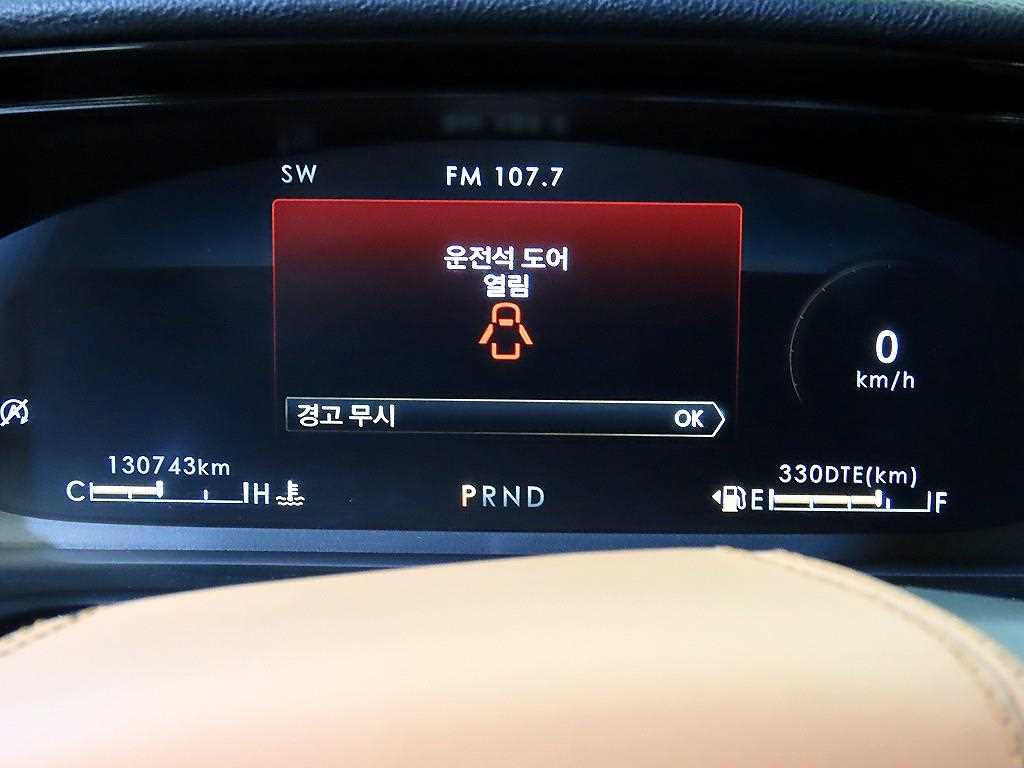 SW FM 107.7
운전석 도어
열림
0
km/h
경고 무시 OK
130743km
C H
PRND
330DTE(km)
E F